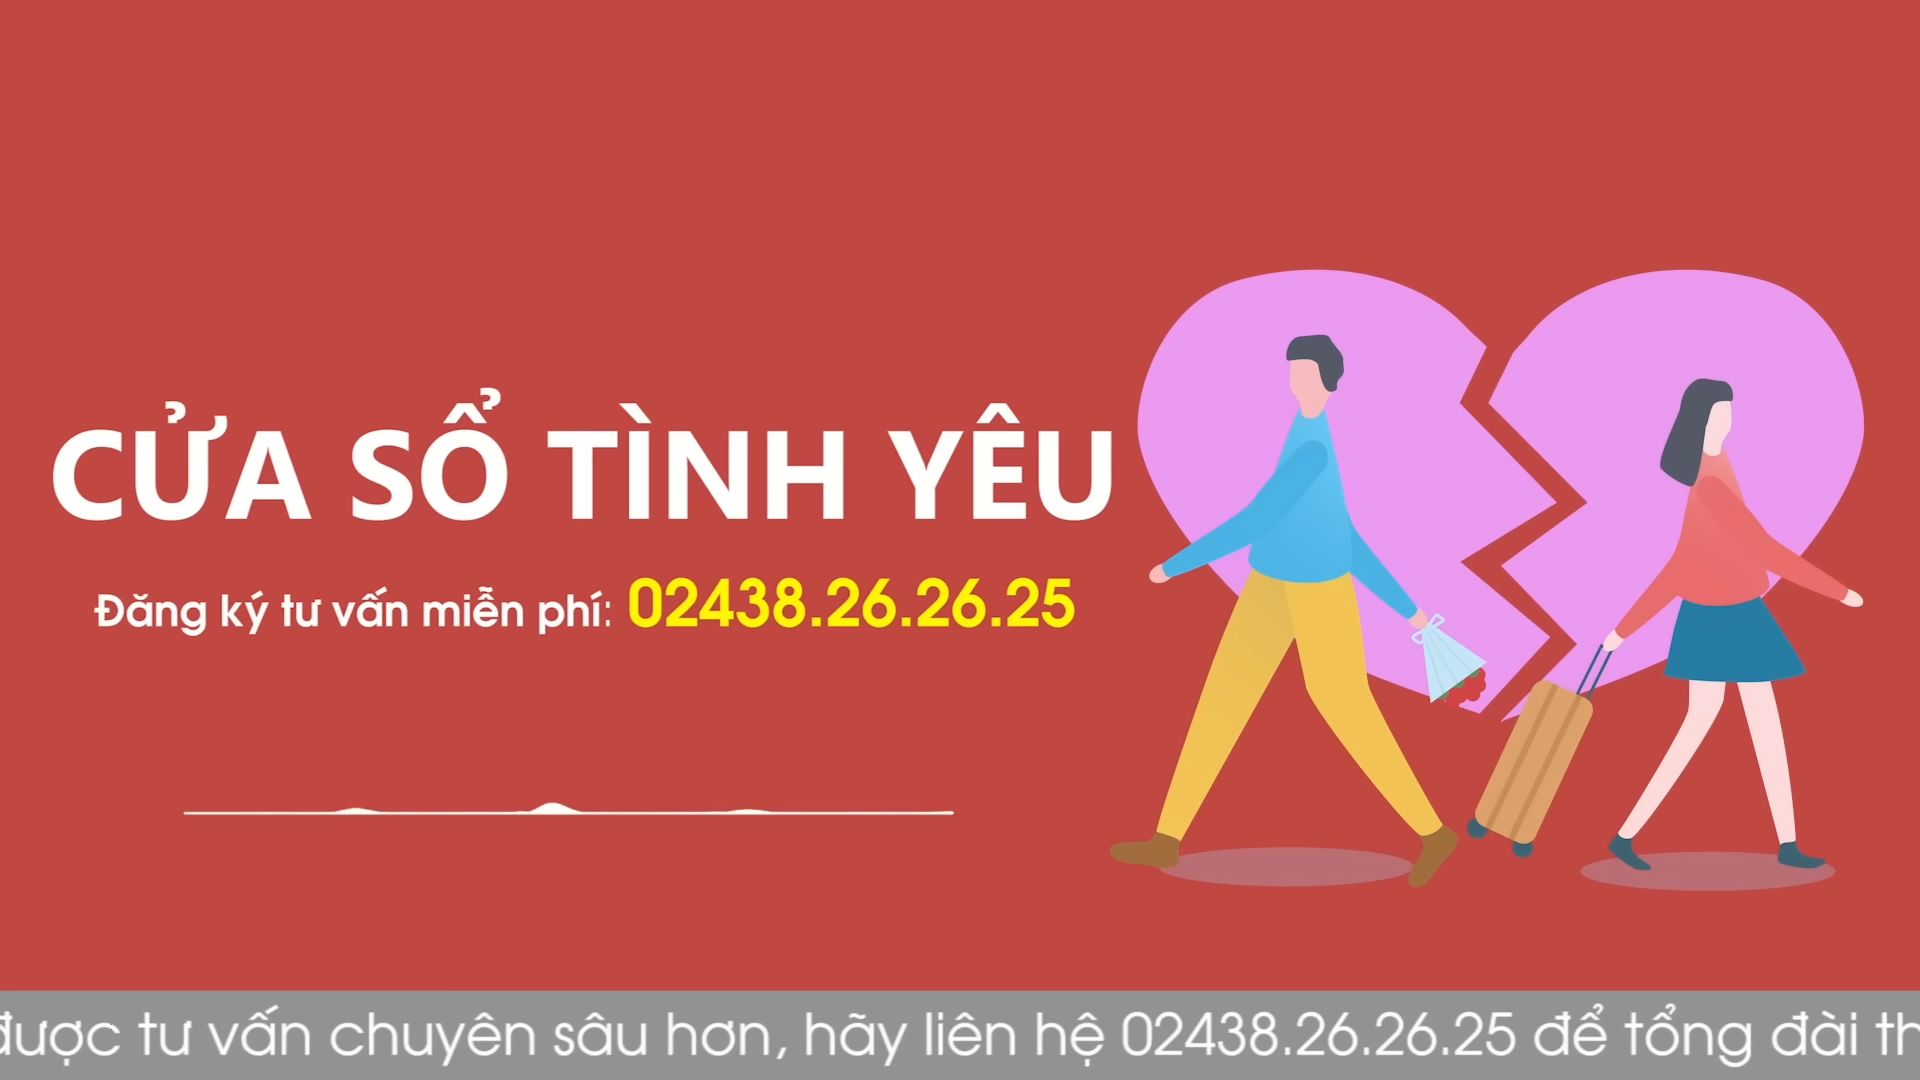 CỬA SỔ TÌNH YÊU
Đăng ký tư vấn miễn phí: 02438.26.26.25
được tư vấn chuyên sâu hơn, hãy liên hệ 02438.26.26.25 để tổng đài